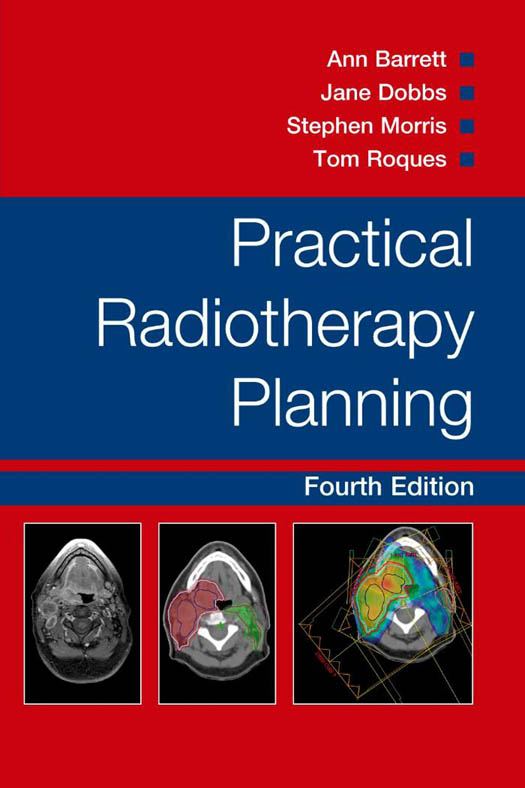 Ann Barrett
Jane Dobbs
Stephen Morris
Tom Roques
Practical
Radiotherapy
Planning
Fourth Edition